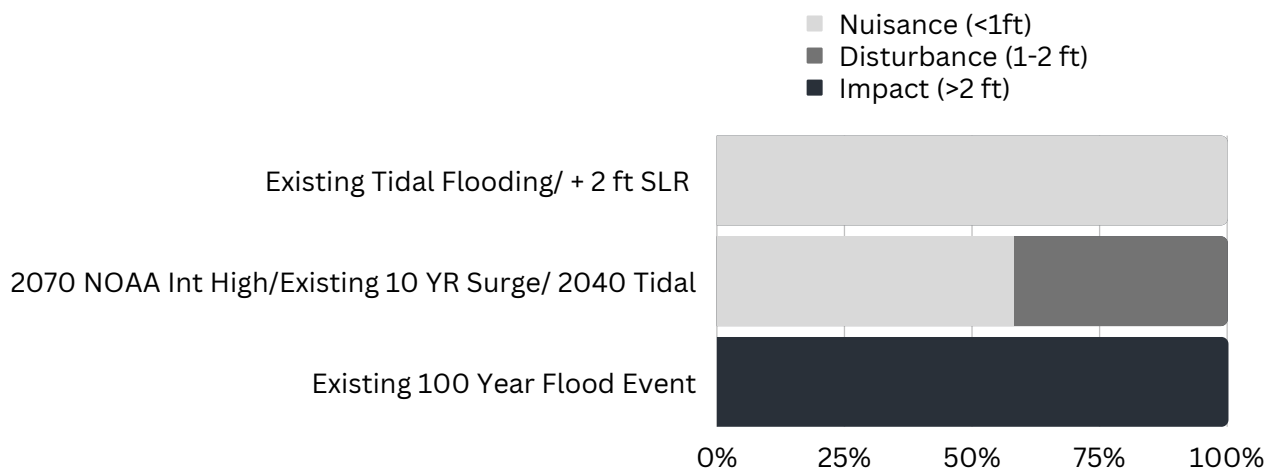 Nuisance (<1ft)
Disturbance (1-2 ft)
Impact (>2 ft)
Existing Tidal Flooding/ + 2 ft SLR
2070 NOAA Int High/Existing 10 YR Surge/ 2040 Tidal
Existing 100 Year Flood Event
0% 25% 50% 75% 100%